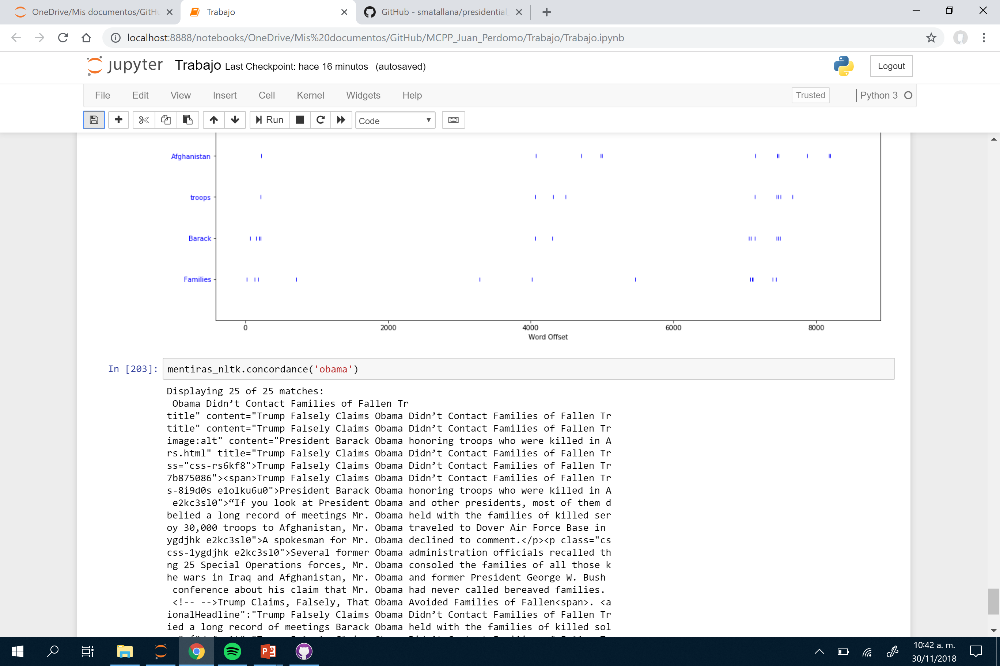 OneDrive/Mis documentos/GitHu
Trabajo
GitHub - smatallana/presidential_
localhost:8888/notebooks/OneDrive/Mis%20documentos/GitHub/MCPP_Juan_Perdomo/Trabajo/Trabajo.ipynb
jupyter Trabajo Last Checkpoint: hace 16 minutos (autosaved)
Logout
File Edit View Insert Cell Kernel Widgets Help
Trusted
Python 3
Run
Code
Afghanistan
troops
Barack
Families
0 2000 4000 6000 8000
Word Offset
In [203]: mentiras_nltk.concordance('obama')
Displaying 25 of 25 matches:
Obama Didn’t Contact Families of Fallen Tr
title" content="Trump Falsely Claims Obama Didn’t Contact Families of Fallen Tr
title" content="Trump Falsely Claims Obama Didn’t Contact Families of Fallen Tr
image:alt" content="President Barack Obama honoring troops who were killed in A
rs.html" title="Trump Falsely Claims Obama Didn’t Contact Families of Fallen Tr
ss="css-rs6kf8">Trump Falsely Claims Obama Didn’t Contact Families of Fallen Tr
7b875086"><span>Trump Falsely Claims Obama Didn’t Contact Families of Fallen Tr
s-8i9d0s e1olku6u0">President Barack Obama honoring troops who were killed in A
e2kc3sl0">“If you look at President Obama and other presidents, most of them d
belied a long record of meetings Mr. Obama held with the families of killed ser
oy 30,000 troops to Afghanistan, Mr. Obama traveled to Dover Air Force Base in
ygdjhk e2kc3sl0">A spokesman for Mr. Obama declined to comment.</p><p class="cs
css-1ygdjhk e2kc3sl0">Several former Obama administration officials recalled th
ng 25 Special Operations forces, Mr. Obama consoled the families of all those k
he wars in Iraq and Afghanistan, Mr. Obama and former President George W. Bush
conference about his claim that Mr. Obama had never called bereaved families.
<!-- -->Trump Claims, Falsely, That Obama Avoided Families of Fallen<span>. <a
ionalHeadline":"Trump Falsely Claims Obama Didn’t Contact Families of Fallen Tr
ied a long record of meetings Barack Obama held with the families of killed sol
10:42 a. m.
30/11/2018